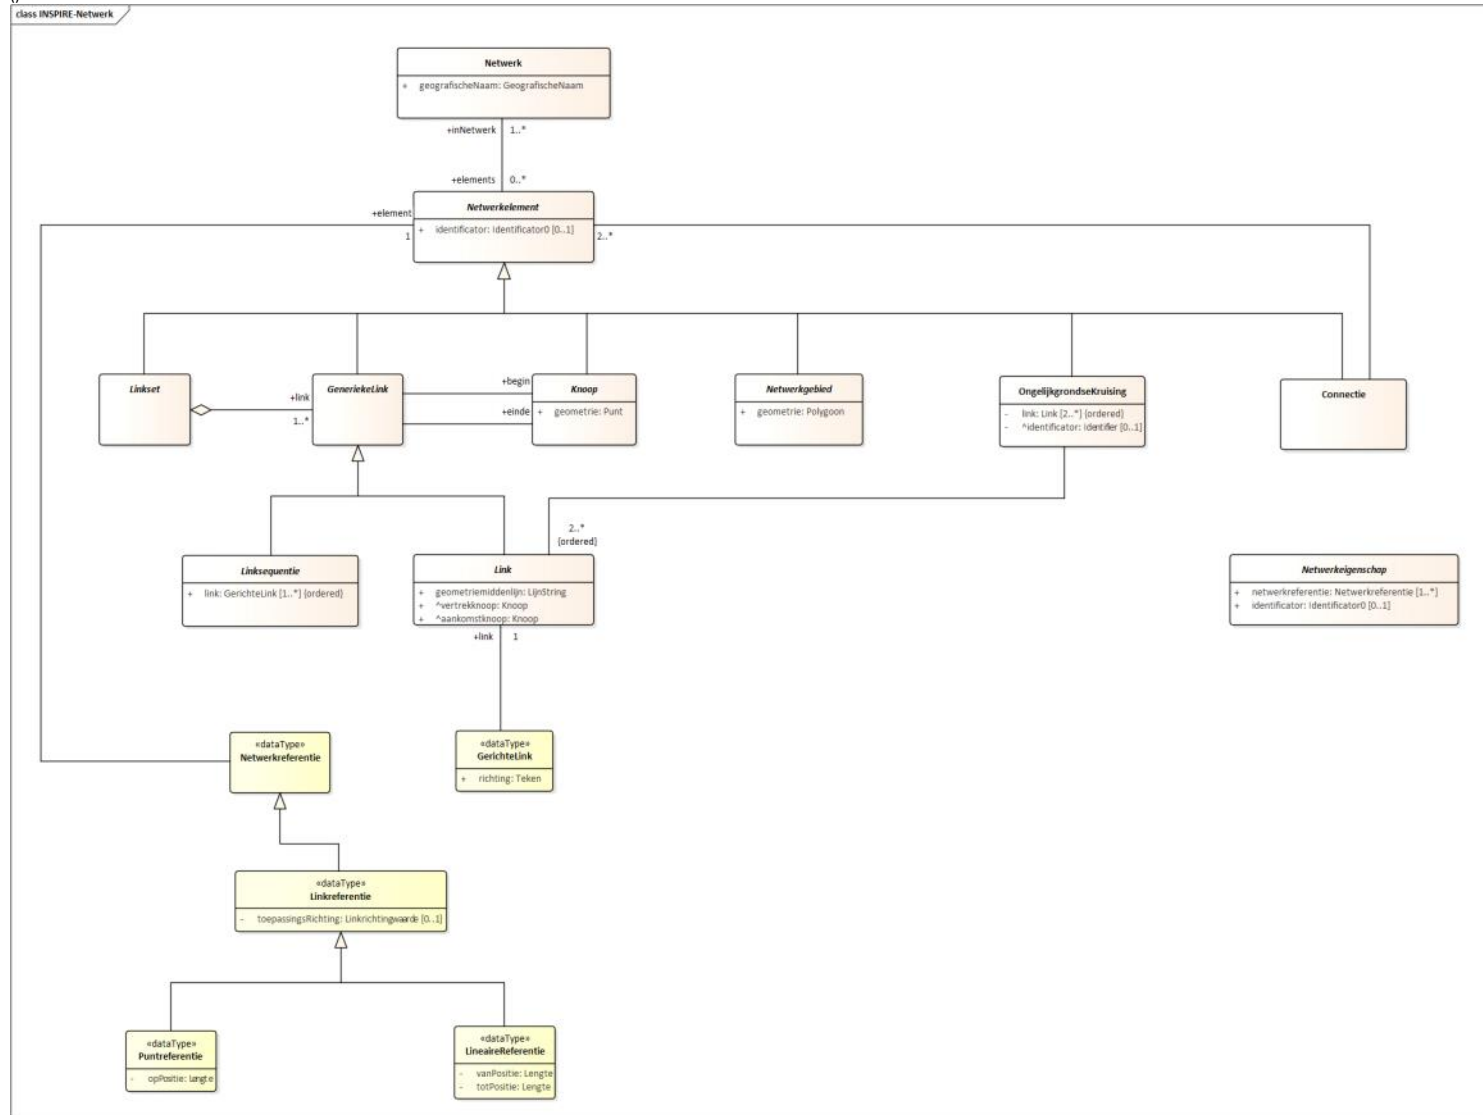 class INSPIRE-Netwerk
Netwerk
+ geografischeNaam: GeografischeNaam
+inNetwerk 1..*
+elements 0..*
Netwerkelement
+ identificator: Identificator0 [0..1]
+element
1
2..*
Linkset
+link
1..*
GeneriekeLink
+begin
+einde
Knoop
+ geometrie: Punt
Netwerkgebied
+ geometrie: Polygoon
OngelijkgrondseKruising
- link: Link [2..*] {ordered}
- ^identificator: Identifier [0..1]
Connectie
2..*
{ordered}
Linksequentie
+ link: GerichteLink [1..*] {ordered}
Link
+ geometriemiddenlijn: LijnString
+ ^vertrekknoop: Knoop
+ ^aankomstknoop: Knoop
+link 1
Netwerkeigenschap
+ netwerkreferentie: Netwerkreferentie [1..*]
+ identificator: Identificator0 [0..1]
«dataType»
Netwerkreferentie
«dataType»
GerichteLink
+ richting: Teken
«dataType»
Linkreferentie
- toepassingsRichting: Linkrichtingwaarde [0..1]
«dataType»
Puntreferentie
- opPositie: Lengte
«dataType»
LineaireReferentie
- vanPositie: Lengte
- totPositie: Lengte